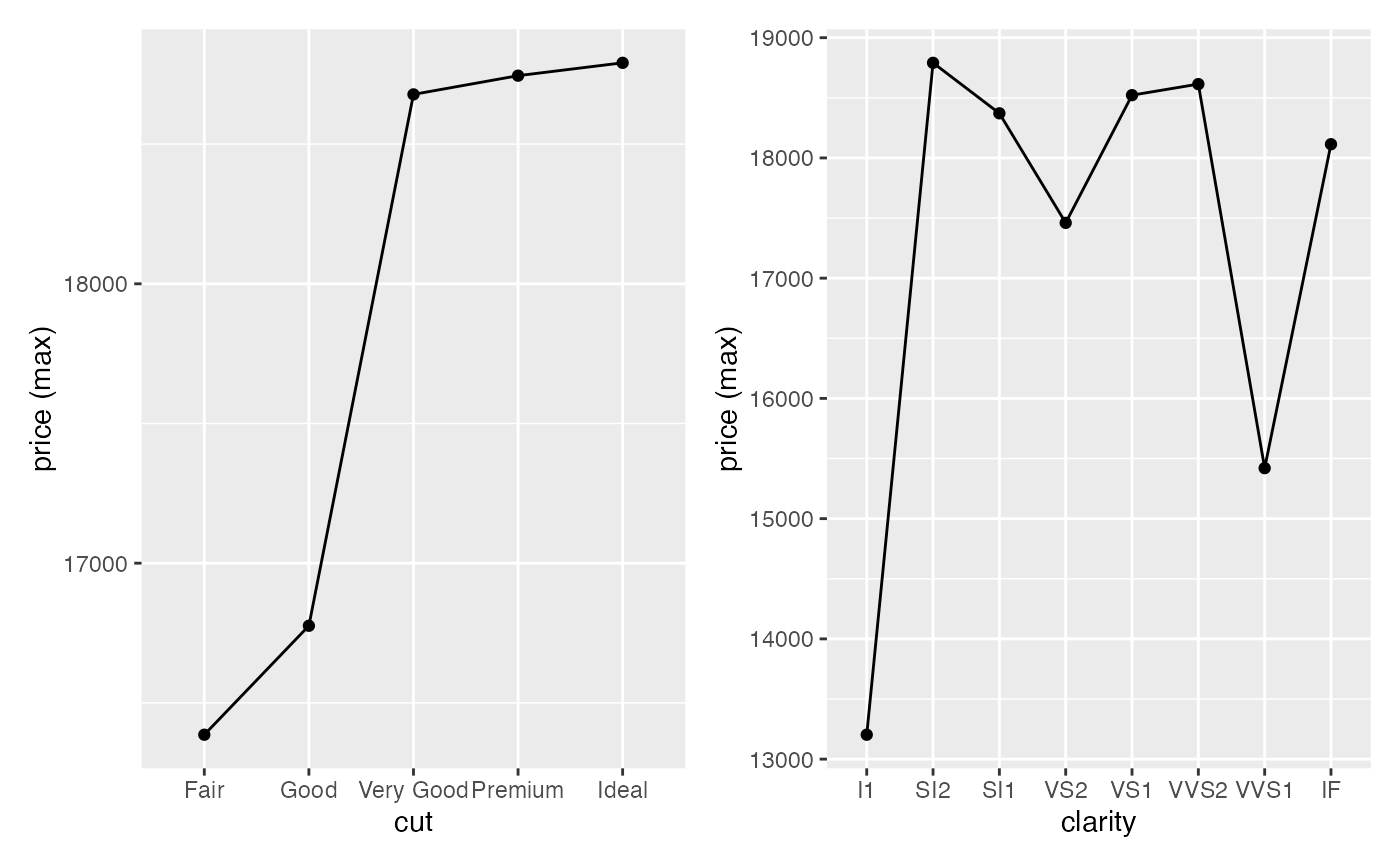 price (max)
18000
17000
Fair Good Very Good Premium Ideal
cut
price (max)
19000
18000
17000
16000
15000
14000
13000
I1 SI2 SI1 VS2 VS1 VVS2 VVS1 IF
clarity